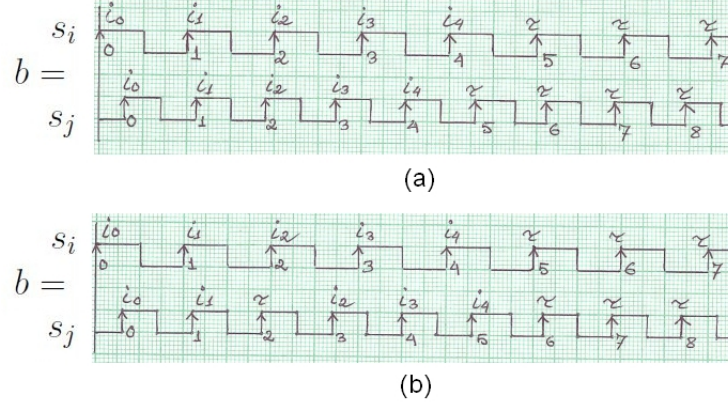 i₀ i₁ i₂ i₃ i₄ τ τ τ
sᵢ
0 1 2 3 4 5 6 7
b =
i₀ i₁ i₂ i₃ i₄ τ τ τ τ
sⱼ
0 1 2 3 4 5 6 7 8
(a)
i₀ i₁ i₂ i₃ i₄ τ τ τ
sᵢ
0 1 2 3 4 5 6 7
b =
i₀ i₁ τ i₂ i₃ i₄ τ τ τ
sⱼ
0 1 2 3 4 5 6 7 8
(b)